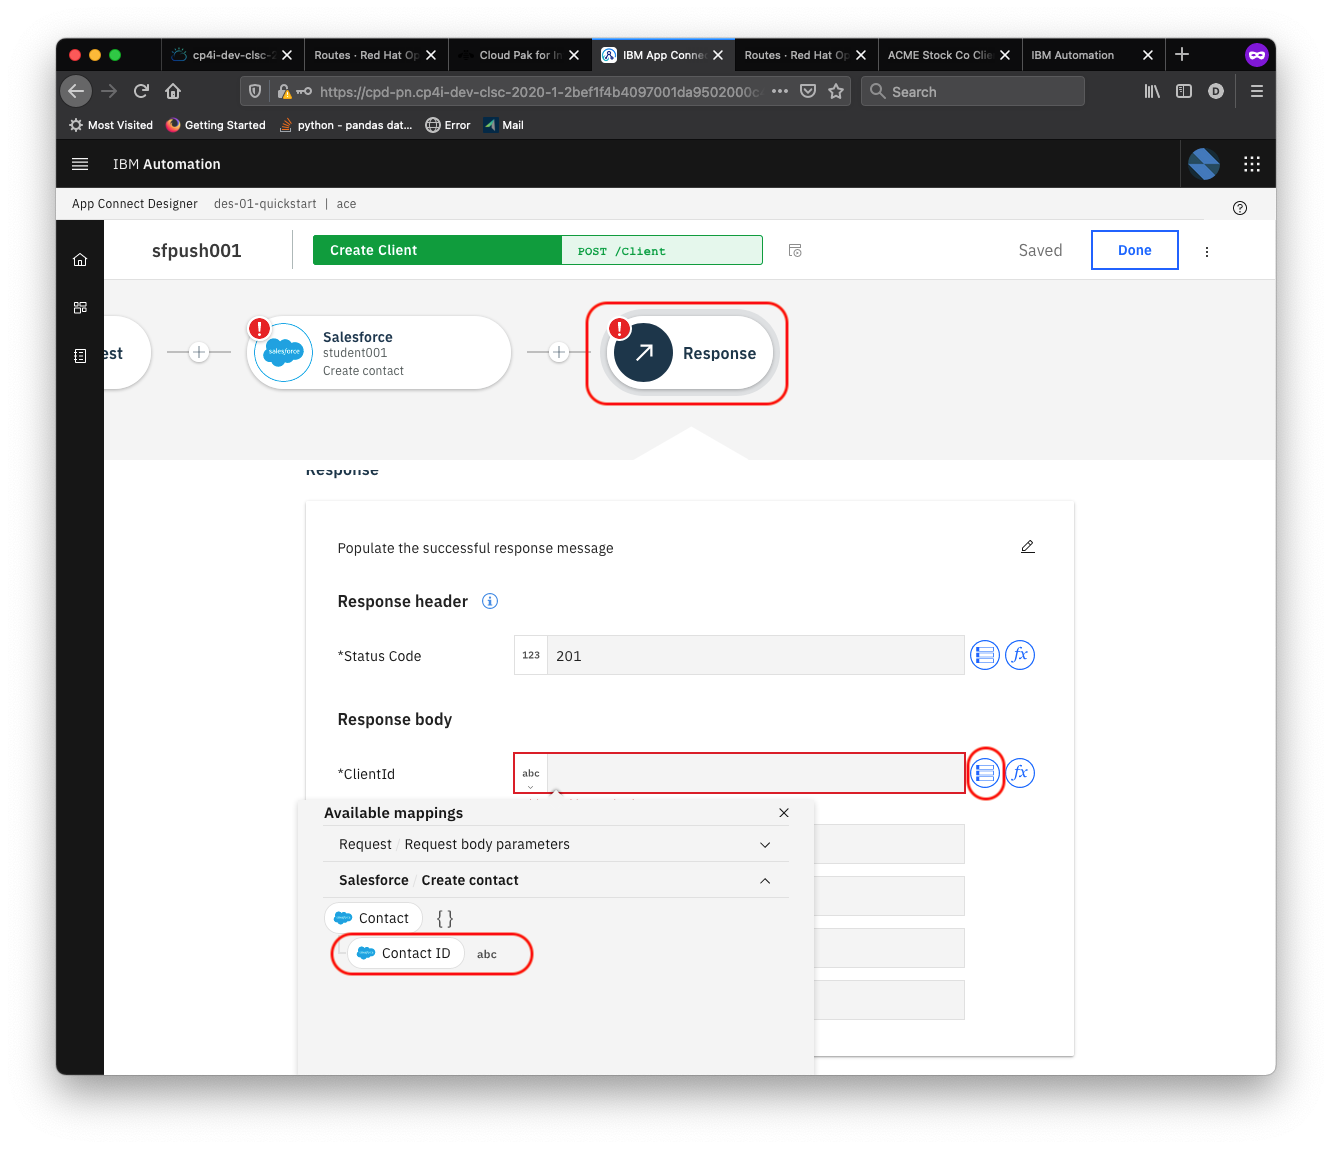 cp4i-dev-clsc-2
Routes · Red Hat Op
Cloud Pak for In
IBM App Conne
Routes · Red Hat Op
ACME Stock Co Clie
IBM Automation
https://cpd-pn.cp4i-dev-clsc-2020-1-2bef1f4b4097001da9502000c4
Search
D
Most Visited
Getting Started
python - pandas dat...
Error
Mail
IBM Automation
App Connect Designer
des-01-quickstart | ace
sfpush001
Create Client
POST /Client
Saved
Done
est
salesforce
Salesforce
student001
Create contact
Response
Response
Populate the successful response message
Response header
*Status Code
123
201
fx
Response body
*ClientId
abc
fx
Available mappings
Request / Request body parameters
Salesforce / Create contact
Contact { }
Contact ID abc